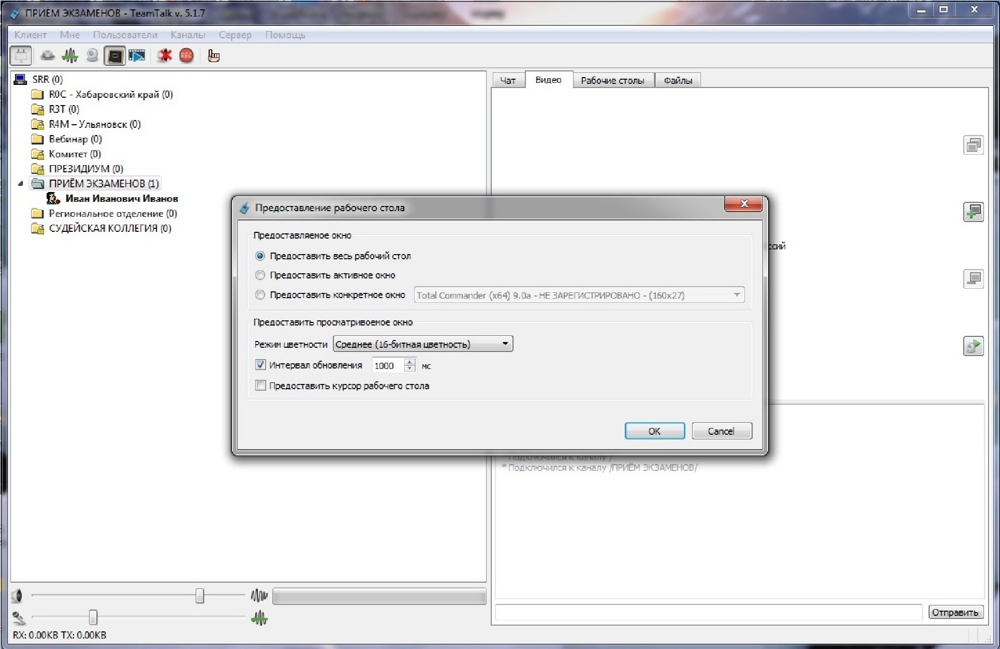 ПРИЁМ ЭКЗАМЕНОВ - TeamTalk v. 5.1.7
Клиент Мне Пользователи Каналы Сервер Помощь
REC
SRR (0)
R0C - Хабаровский край (0)
R3T (0)
R4M – Ульяновск (0)
Вебинар (0)
Комитет (0)
ПРЕЗИДИУМ (0)
ПРИЁМ ЭКЗАМЕНОВ (1)
Иван Иванович Иванов
Региональное отделение (0)
СУДЕЙСКАЯ КОЛЛЕГИЯ (0)
Чат Видео Рабочие столы Файлы
ссий
Предоставление рабочего стола
Предоставляемое окно
Предоставить весь рабочий стол
Предоставить активное окно
Предоставить конкретное окно Total Commander (x64) 9.0a - НЕ ЗАРЕГИСТРИРОВАНО - (160x27)
Предоставить просматривоемое окно
Режим цветности Среднее (16-битная цветность)
Интервал обновления 1000 мс
Предоставить курсор рабочего стола
OK Cancel
* Подключился к каналу /
* Подключился к каналу /ПРИЁМ ЭКЗАМЕНОВ/
Отправить
RX: 0.00KB TX: 0.00KB